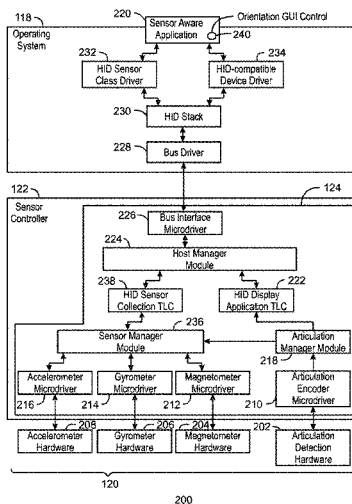 118
220
Sensor Aware
Application
Orientation GUI Control
240
Operating
System
232
234
HID Sensor
Class Driver
HID-compatible
Device Driver
230
HID Stack
228
Bus Driver
122
124
Sensor
Controller
226
Bus Interface
Microdriver
224
Host Manager
Module
238
222
HID Sensor
Collection TLC
HID Display
Application TLC
236
Sensor Manager
Module
Articulation
Manager Module
218
Accelerometer
Microdriver
Gyrometer
Microdriver
Magnetometer
Microdriver
Articulation
Encoder
Microdriver
216
214
212
210
208
206
204
202
Accelerometer
Hardware
Gyrometer
Hardware
Magnetometer
Hardware
Articulation
Detection
Hardware
120
200